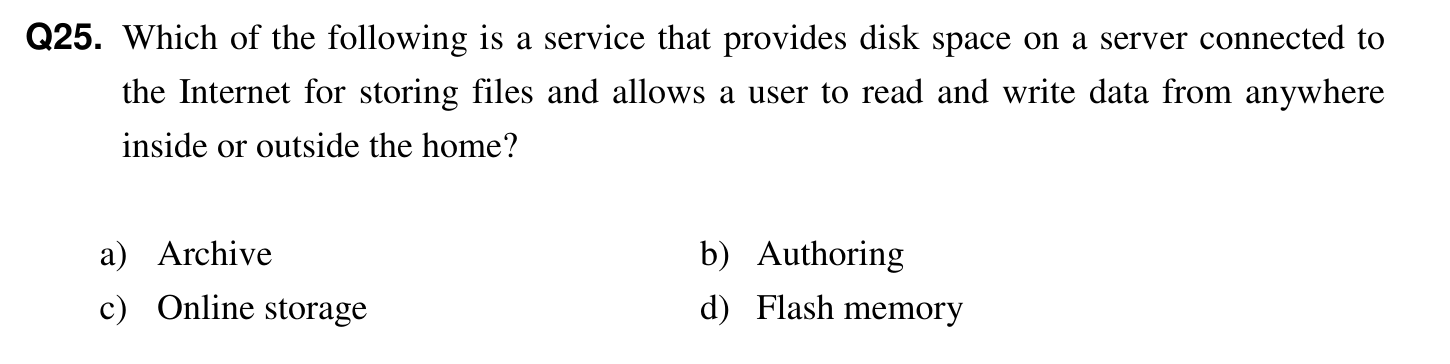 Q25. Which of the following is a service that provides disk space on a server connected to
the Internet for storing files and allows a user to read and write data from anywhere
inside or outside the home?
a) Archive b) Authoring
c) Online storage d) Flash memory